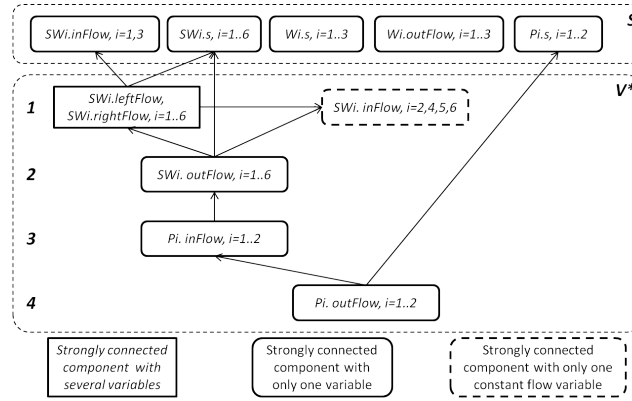 S
SWi.inFlow, i=1,3
SWi.s, i=1..6
Wi.s, i=1..3
Wi.outFlow, i=1..3
Pi.s, i=1..2
V*
1
SWi.leftFlow,
SWi.rightFlow, i=1..6
SWi. inFlow, i=2,4,5,6
2
SWi. outFlow, i=1..6
3
Pi. inFlow, i=1..2
4
Pi. outFlow, i=1..2
Strongly connected
component with
several variables
Strongly connected
component with
only one variable
Strongly connected
component with only one
constant flow variable